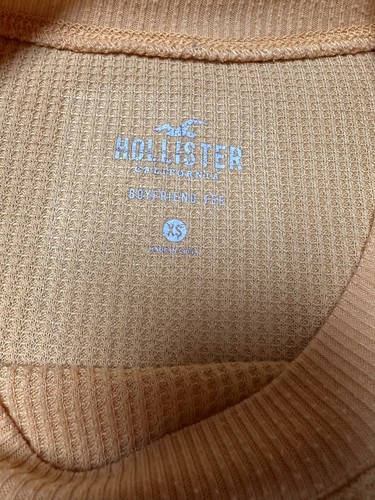 HOLLISTER
CALIFORNIA
BOYFRIEND TEE
XS